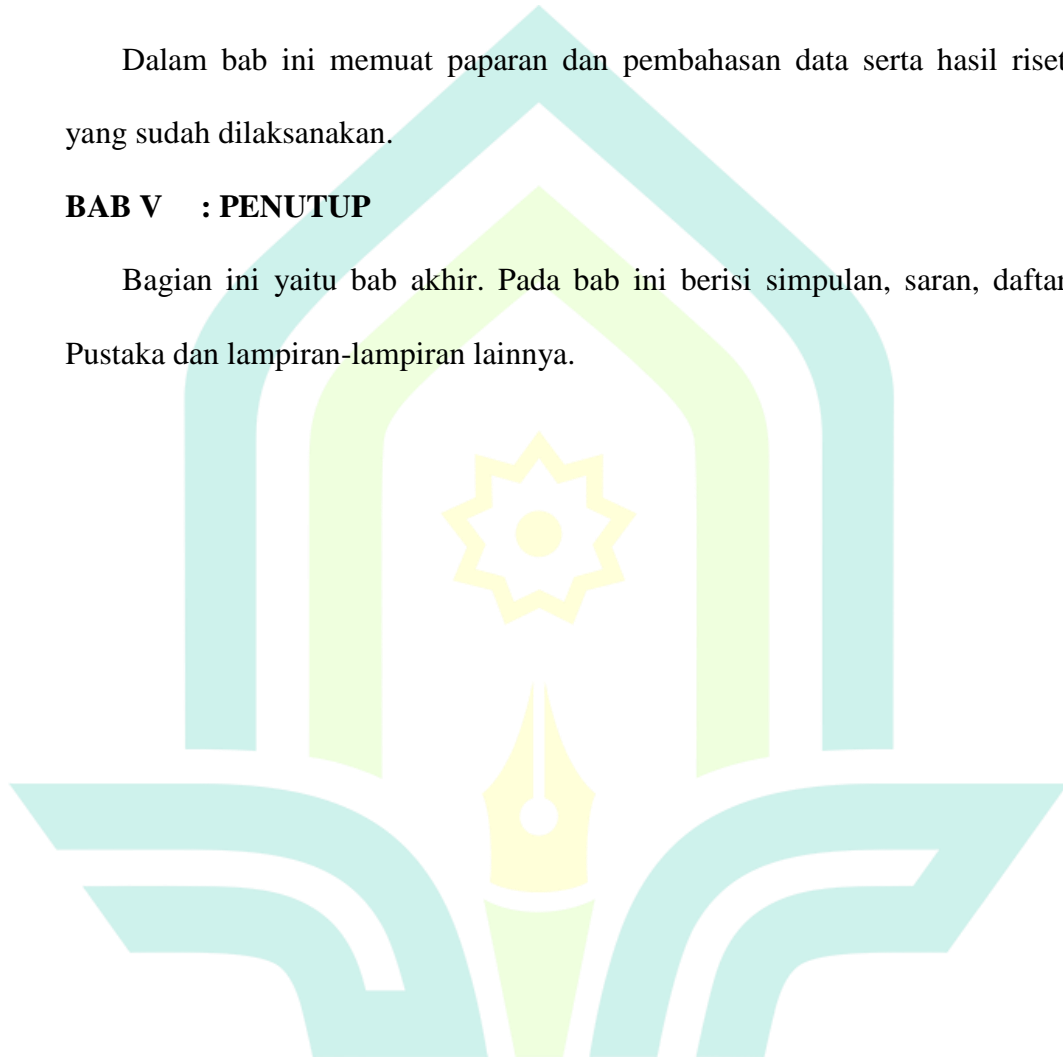 Dalam bab ini memuat paparan dan pembahasan data serta hasil riset
yang sudah dilaksanakan.
BAB V : PENUTUP
Bagian ini yaitu bab akhir. Pada bab ini berisi simpulan, saran, daftar
Pustaka dan lampiran-lampiran lainnya.